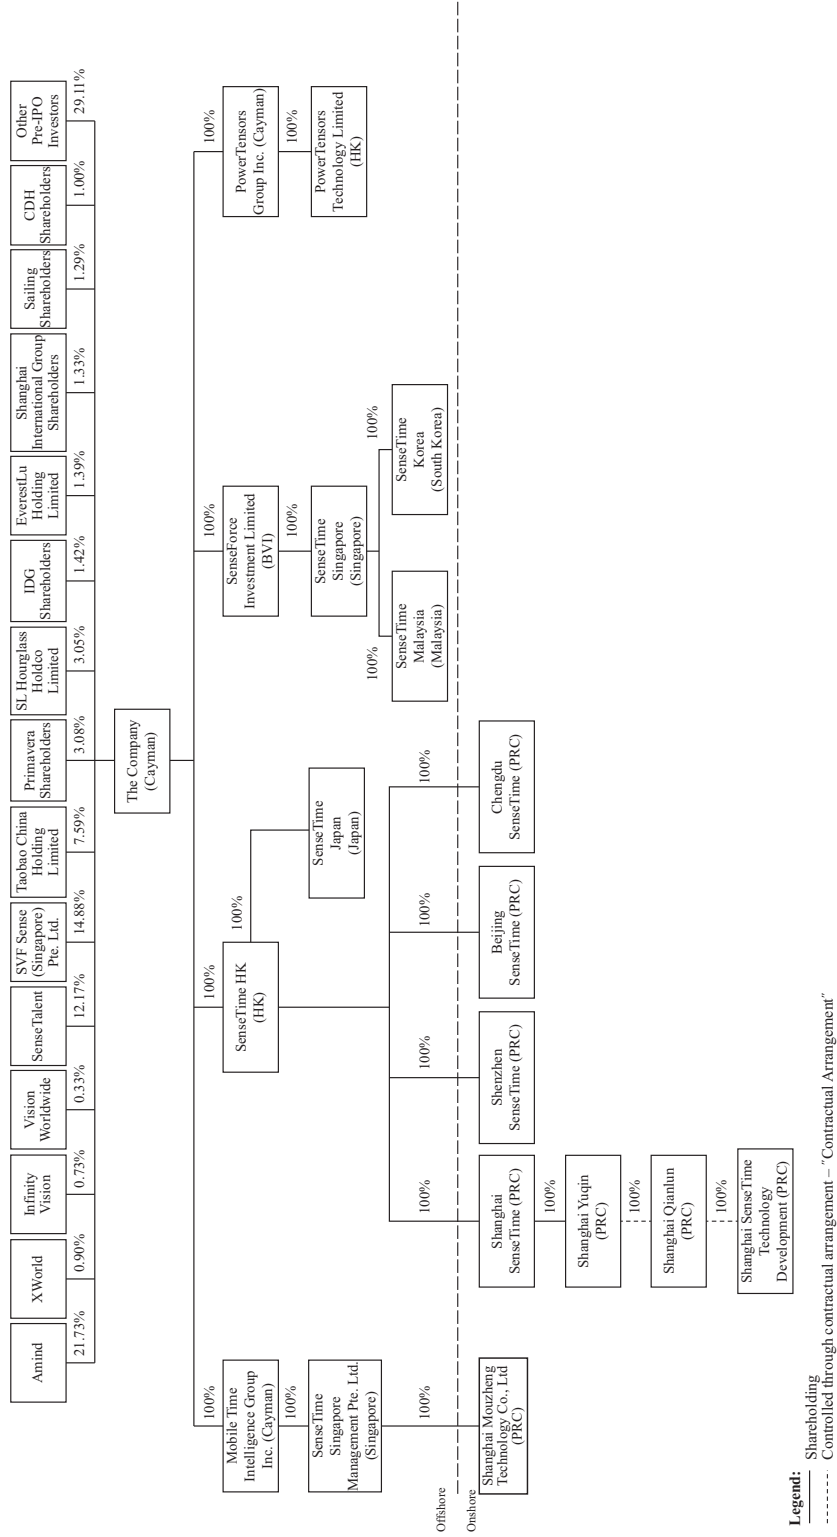 Amind
XWorld
Infinity
Vision
Vision
Worldwide
SenseTalent
SVF Sense
(Singapore)
Pte. Ltd.
Taobao China
Holding
Limited
Primavera
Shareholders
SL Hourglass
Holdco
Limited
IDG
Shareholders
EverestLu
Holding
Limited
Shanghai
International Group
Shareholders
Sailing
Shareholders
CDH
Shareholders
Other
Pre-IPO
Investors
21.73%
0.90%
0.73%
0.33%
12.17%
14.88%
7.59%
3.08%
3.05%
1.42%
1.39%
1.33%
1.29%
1.00%
29.11%
The Company
(Cayman)
100%
100%
100%
100%
Mobile Time
Intelligence Group
Inc. (Cayman)
SenseTime HK
(HK)
SenseForce
Investment Limited
(BVI)
PowerTensors
Group Inc. (Cayman)
100%
100%
100%
100%
SenseTime
Singapore
Management Pte. Ltd.
(Singapore)
SenseTime
Japan
(Japan)
SenseTime
Singapore
(Singapore)
PowerTensors
Technology Limited
(HK)
100%
100%
SenseTime
Malaysia
(Malaysia)
SenseTime
Korea
(South Korea)
100%
100%
100%
100%
100%
Offshore
Onshore
Shanghai Mouzheng
Technology Co., Ltd
(PRC)
Shanghai
SenseTime (PRC)
Shenzhen
SenseTime (PRC)
Beijing
SenseTime (PRC)
Chengdu
SenseTime (PRC)
100%
Shanghai Yuqin
(PRC)
100%
Shanghai Qianlun
(PRC)
100%
Shanghai SenseTime
Technology
Development (PRC)
Legend:
Shareholding
Controlled through contractual arrangement – "Contractual Arrangement"